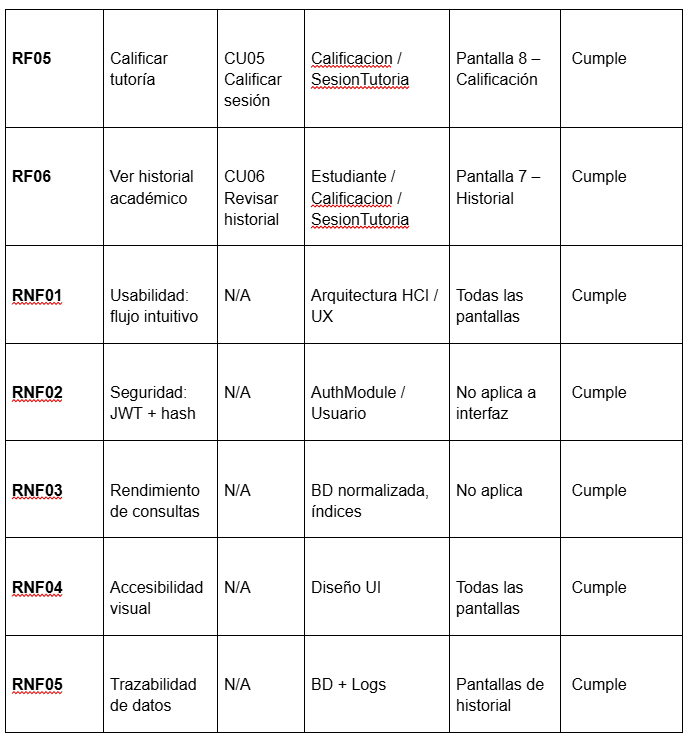 RF05
Calificar
tutoría
CU05
Calificar
sesión
Calificacion /
SesionTutoria
Pantalla 8 –
Calificación
Cumple
RF06
Ver historial
académico
CU06
Revisar
historial
Estudiante /
Calificacion /
SesionTutoria
Pantalla 7 –
Historial
Cumple
RNF01
Usabilidad:
flujo intuitivo
N/A
Arquitectura HCI /
UX
Todas las
pantallas
Cumple
RNF02
Seguridad:
JWT + hash
N/A
AuthModule /
Usuario
No aplica a
interfaz
Cumple
RNF03
Rendimiento
de consultas
N/A
BD normalizada,
índices
No aplica
Cumple
RNF04
Accesibilidad
visual
N/A
Diseño UI
Todas las
pantallas
Cumple
RNF05
Trazabilidad
de datos
N/A
BD + Logs
Pantallas de
historial
Cumple